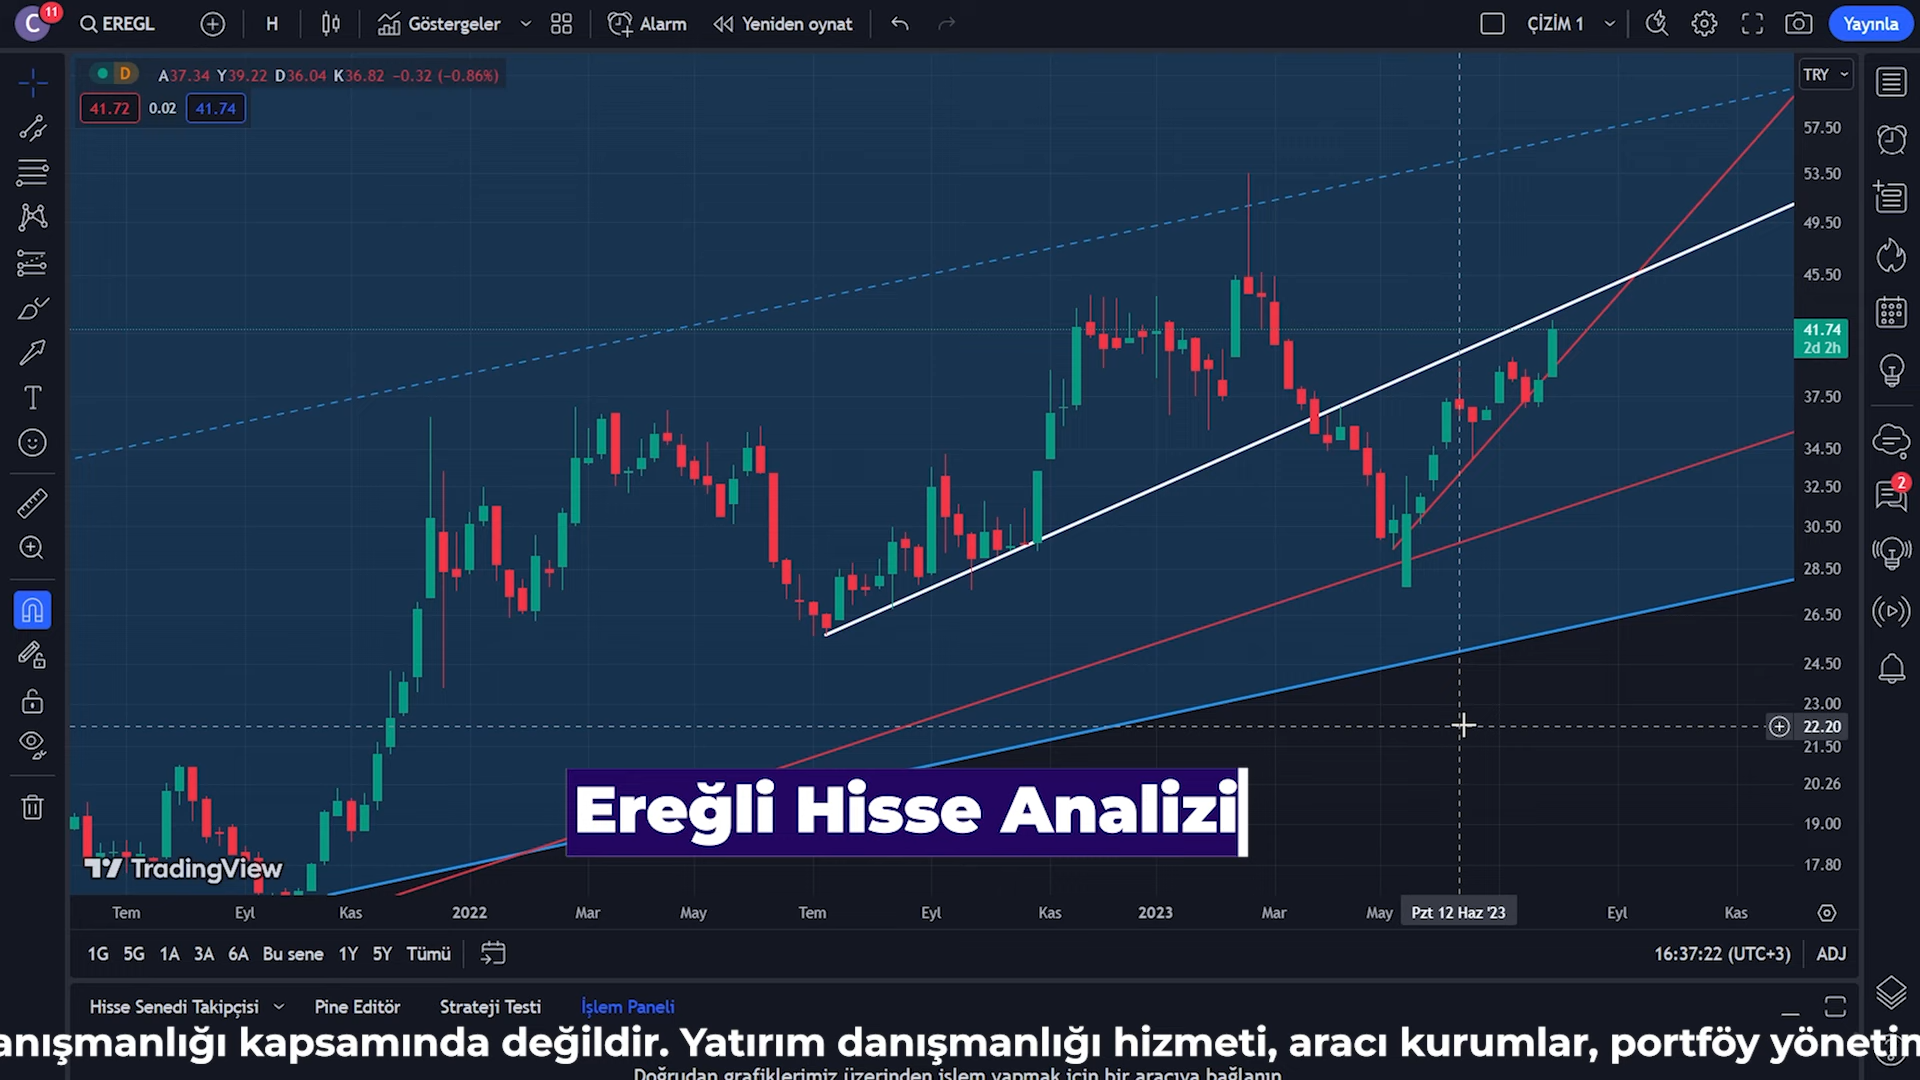 C 11 EREGL H Göstergeler Alarm Yeniden oynat ÇİZİM 1 Yayınla
D A37.34 Y39.22 D36.04 K36.82 −0.32 (−0.86%)
TRY
41.72 0.02 41.74
57.50
53.50
49.50
45.50
41.74
2d 2h
37.50
34.50
32.50
2
30.50
28.50
26.50
24.50
23.00
22.20
21.50
20.26
19.00
17.80
Ereğli Hisse Analizi
TradingView
Tem Eyl Kas 2022 Mar May Tem Eyl Kas 2023 Mar May Pzt 12 Haz '23 Eyl Kas
1G 5G 1A 3A 6A Bu sene 1Y 5Y Tümü 16:37:22 (UTC+3) ADJ
Hisse Senedi Takipçisi Pine Editör Strateji Testi İşlem Paneli
anışmanlığı kapsamında değildir. Yatırım danışmanlığı hizmeti, aracı kurumlar, portföy yönetim
Doğrudan grafiklerimiz üzerinden işlem yapmak için bir aracıya bağlanın